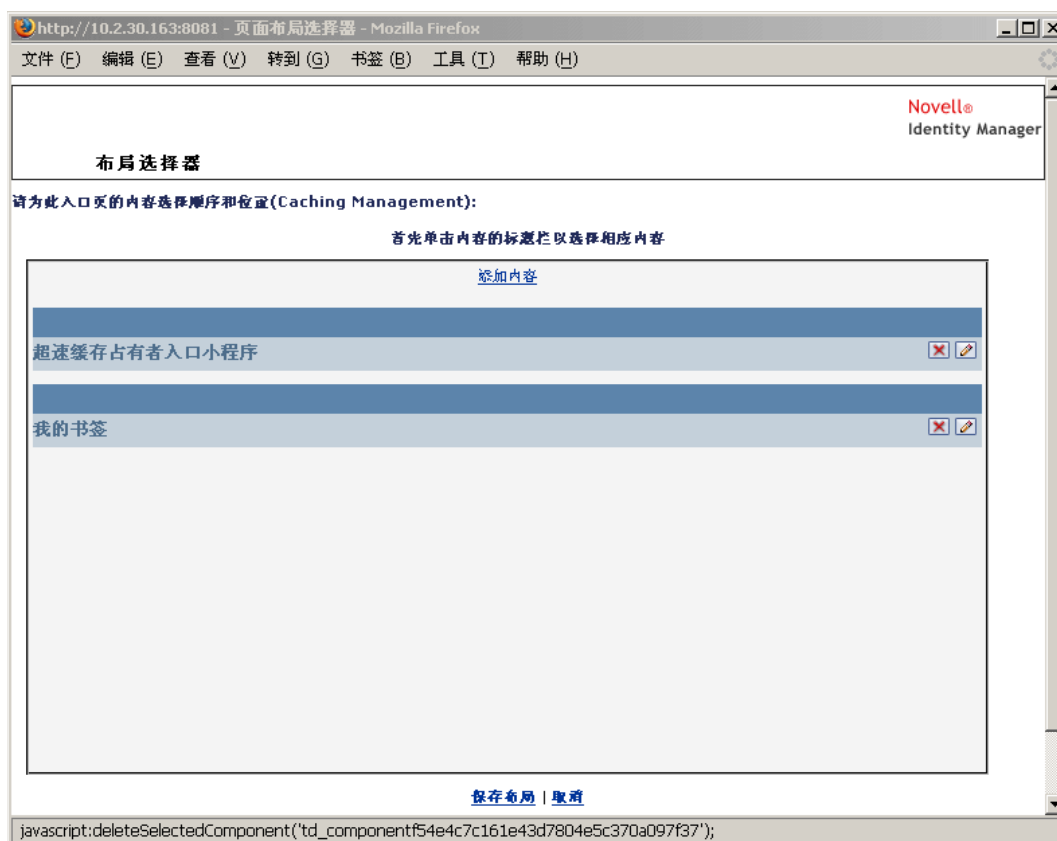 http://10.2.30.163:8081 - 页面布局选择器 - Mozilla Firefox
文件 (F) 编辑 (E) 查看 (V) 转到 (G) 书签 (B) 工具 (T) 帮助 (H)
Novell®
Identity Manager
布局选择器
请为此入口页的内容选择顺序和位置(Caching Management):
首先单击内容的标题栏以选择相应内容
添加内容
超速缓存占有者入口小程序
我的书签
保存布局 | 取消
javascript:deleteSelectedComponent('td_componentf54e4c7c161e43d7804e5c370a097f37');